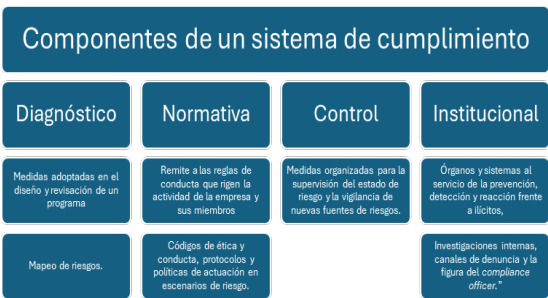 Componentes de un sistema de cumplimiento
Diagnóstico
Normativa
Control
Institucional
Medidas adoptadas en el
diseño y revisación de un
programa
Remite a las reglas de
conducta que rigen la
actividad de la empresa y
sus miembros
Medidas organizadas para la
supervisión del estado de
riesgo y la vigilancia de
nuevas fuentes de riesgos.
Órganos y sistemas al
servicio de la prevención,
detección y reacción frente
a ilícitos,
Mapeo de riesgos.
Códigos de ética y
conducta, protocolos y
políticas de actuación en
escenarios de riesgo.
Investigaciones internas,
canales de denuncia y la
figura del compliance
officer.”